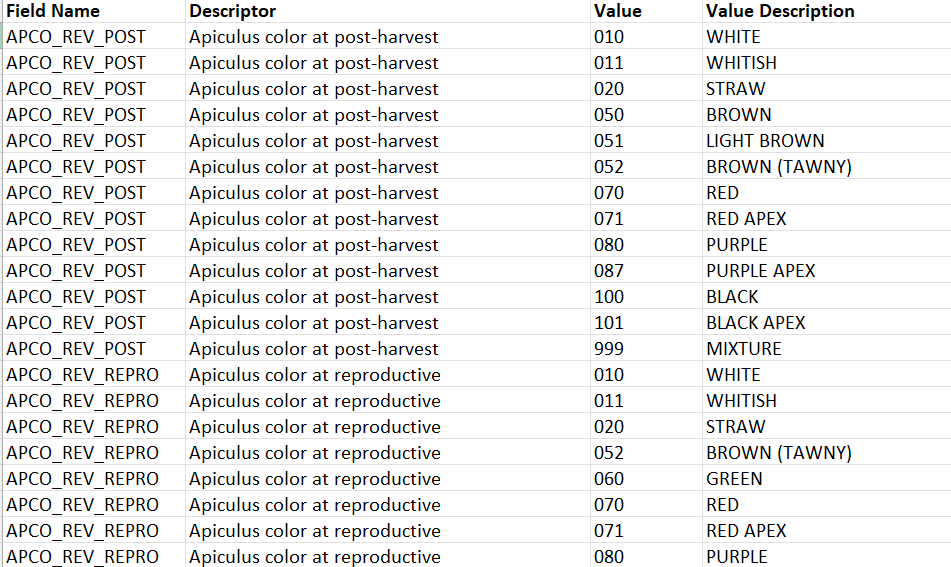 Field Name Descriptor Value Value Description
APCO_REV_POST Apiculus color at post-harvest 010 WHITE
APCO_REV_POST Apiculus color at post-harvest 011 WHITISH
APCO_REV_POST Apiculus color at post-harvest 020 STRAW
APCO_REV_POST Apiculus color at post-harvest 050 BROWN
APCO_REV_POST Apiculus color at post-harvest 051 LIGHT BROWN
APCO_REV_POST Apiculus color at post-harvest 052 BROWN (TAWNY)
APCO_REV_POST Apiculus color at post-harvest 070 RED
APCO_REV_POST Apiculus color at post-harvest 071 RED APEX
APCO_REV_POST Apiculus color at post-harvest 080 PURPLE
APCO_REV_POST Apiculus color at post-harvest 087 PURPLE APEX
APCO_REV_POST Apiculus color at post-harvest 100 BLACK
APCO_REV_POST Apiculus color at post-harvest 101 BLACK APEX
APCO_REV_POST Apiculus color at post-harvest 999 MIXTURE
APCO_REV_REPRO Apiculus color at reproductive 010 WHITE
APCO_REV_REPRO Apiculus color at reproductive 011 WHITISH
APCO_REV_REPRO Apiculus color at reproductive 020 STRAW
APCO_REV_REPRO Apiculus color at reproductive 052 BROWN (TAWNY)
APCO_REV_REPRO Apiculus color at reproductive 060 GREEN
APCO_REV_REPRO Apiculus color at reproductive 070 RED
APCO_REV_REPRO Apiculus color at reproductive 071 RED APEX
APCO_REV_REPRO Apiculus color at reproductive 080 PURPLE